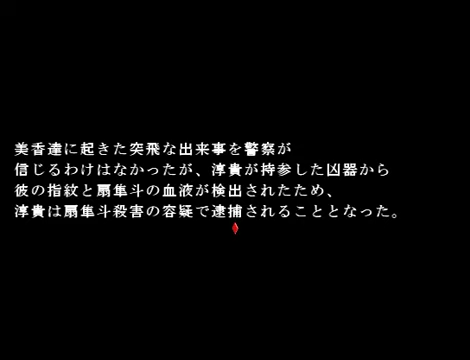 美香達に起きた突飛な出来事を警察が
信じるわけはなかったが、淳貴が持参した凶器から
彼の指紋と扇隼斗の血液が検出されたため、
淳貴は扇隼斗殺害の容疑で逮捕されることとなった。